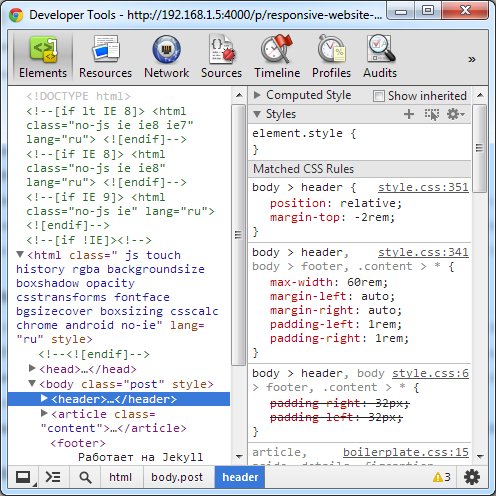 Developer Tools - http://192.168.1.5:4000/p/responsive-website-...
Elements Resources Network Sources Timeline Profiles Audits »
<!DOCTYPE html>
<!--[if lt IE 8]> <html
class="no-js ie ie8 ie7"
lang="ru"> <![endif]-->
<!--[if IE 8]> <html
class="no-js ie ie8"
lang="ru"> <![endif]-->
<!--[if IE 9]> <html
class="no-js ie" lang="ru">
<![endif]-->
<!--[if !IE]><!-->
<html class=" js touch
history rgba backgroundsize
boxshadow opacity
csstransforms fontface
bgsizecover boxsizing csscalc
chrome android no-ie" lang=
"ru" style>
<!--<![endif]-->
<head>…</head>
<body class="post" style>
<header>…</header>
<article class=
"content">…</article>
<footer>
Работает на Jekyll
Computed Style Show inherited
Styles
element.style {
}
Matched CSS Rules
body > header { style.css:351
position: relative;
margin-top: -2rem;
}
body > header, style.css:341
body > footer, .content > * {
max-width: 60rem;
margin-left: auto;
margin-right: auto;
padding-left: 1rem;
padding-right: 1rem;
}
body > header, body style.css:6
> footer, .content > * {
padding-right: 32px;
padding-left: 32px;
}
article, boilerplate.css:15
html body.post header 3